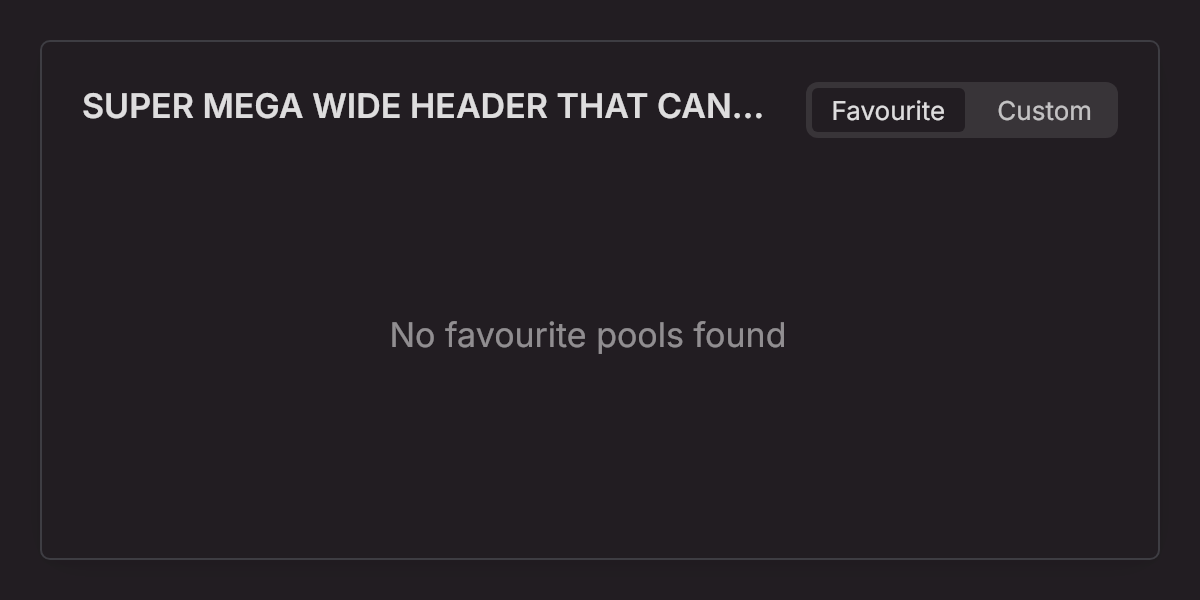 SUPER MEGA WIDE HEADER THAT CAN...
Favourite
Custom
No favourite pools found